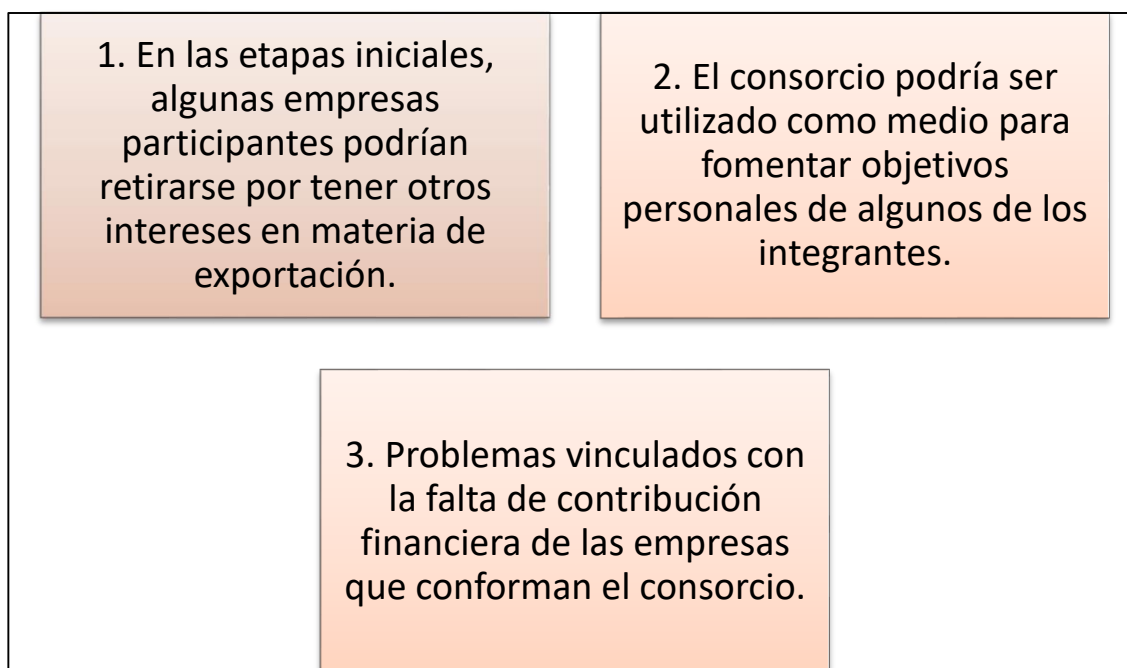 1. En las etapas iniciales,
algunas empresas
participantes podrían
retirarse por tener otros
intereses en materia de
exportación.
2. El consorcio podría ser
utilizado como medio para
fomentar objetivos
personales de algunos de los
integrantes.
3. Problemas vinculados con
la falta de contribución
financiera de las empresas
que conforman el consorcio.